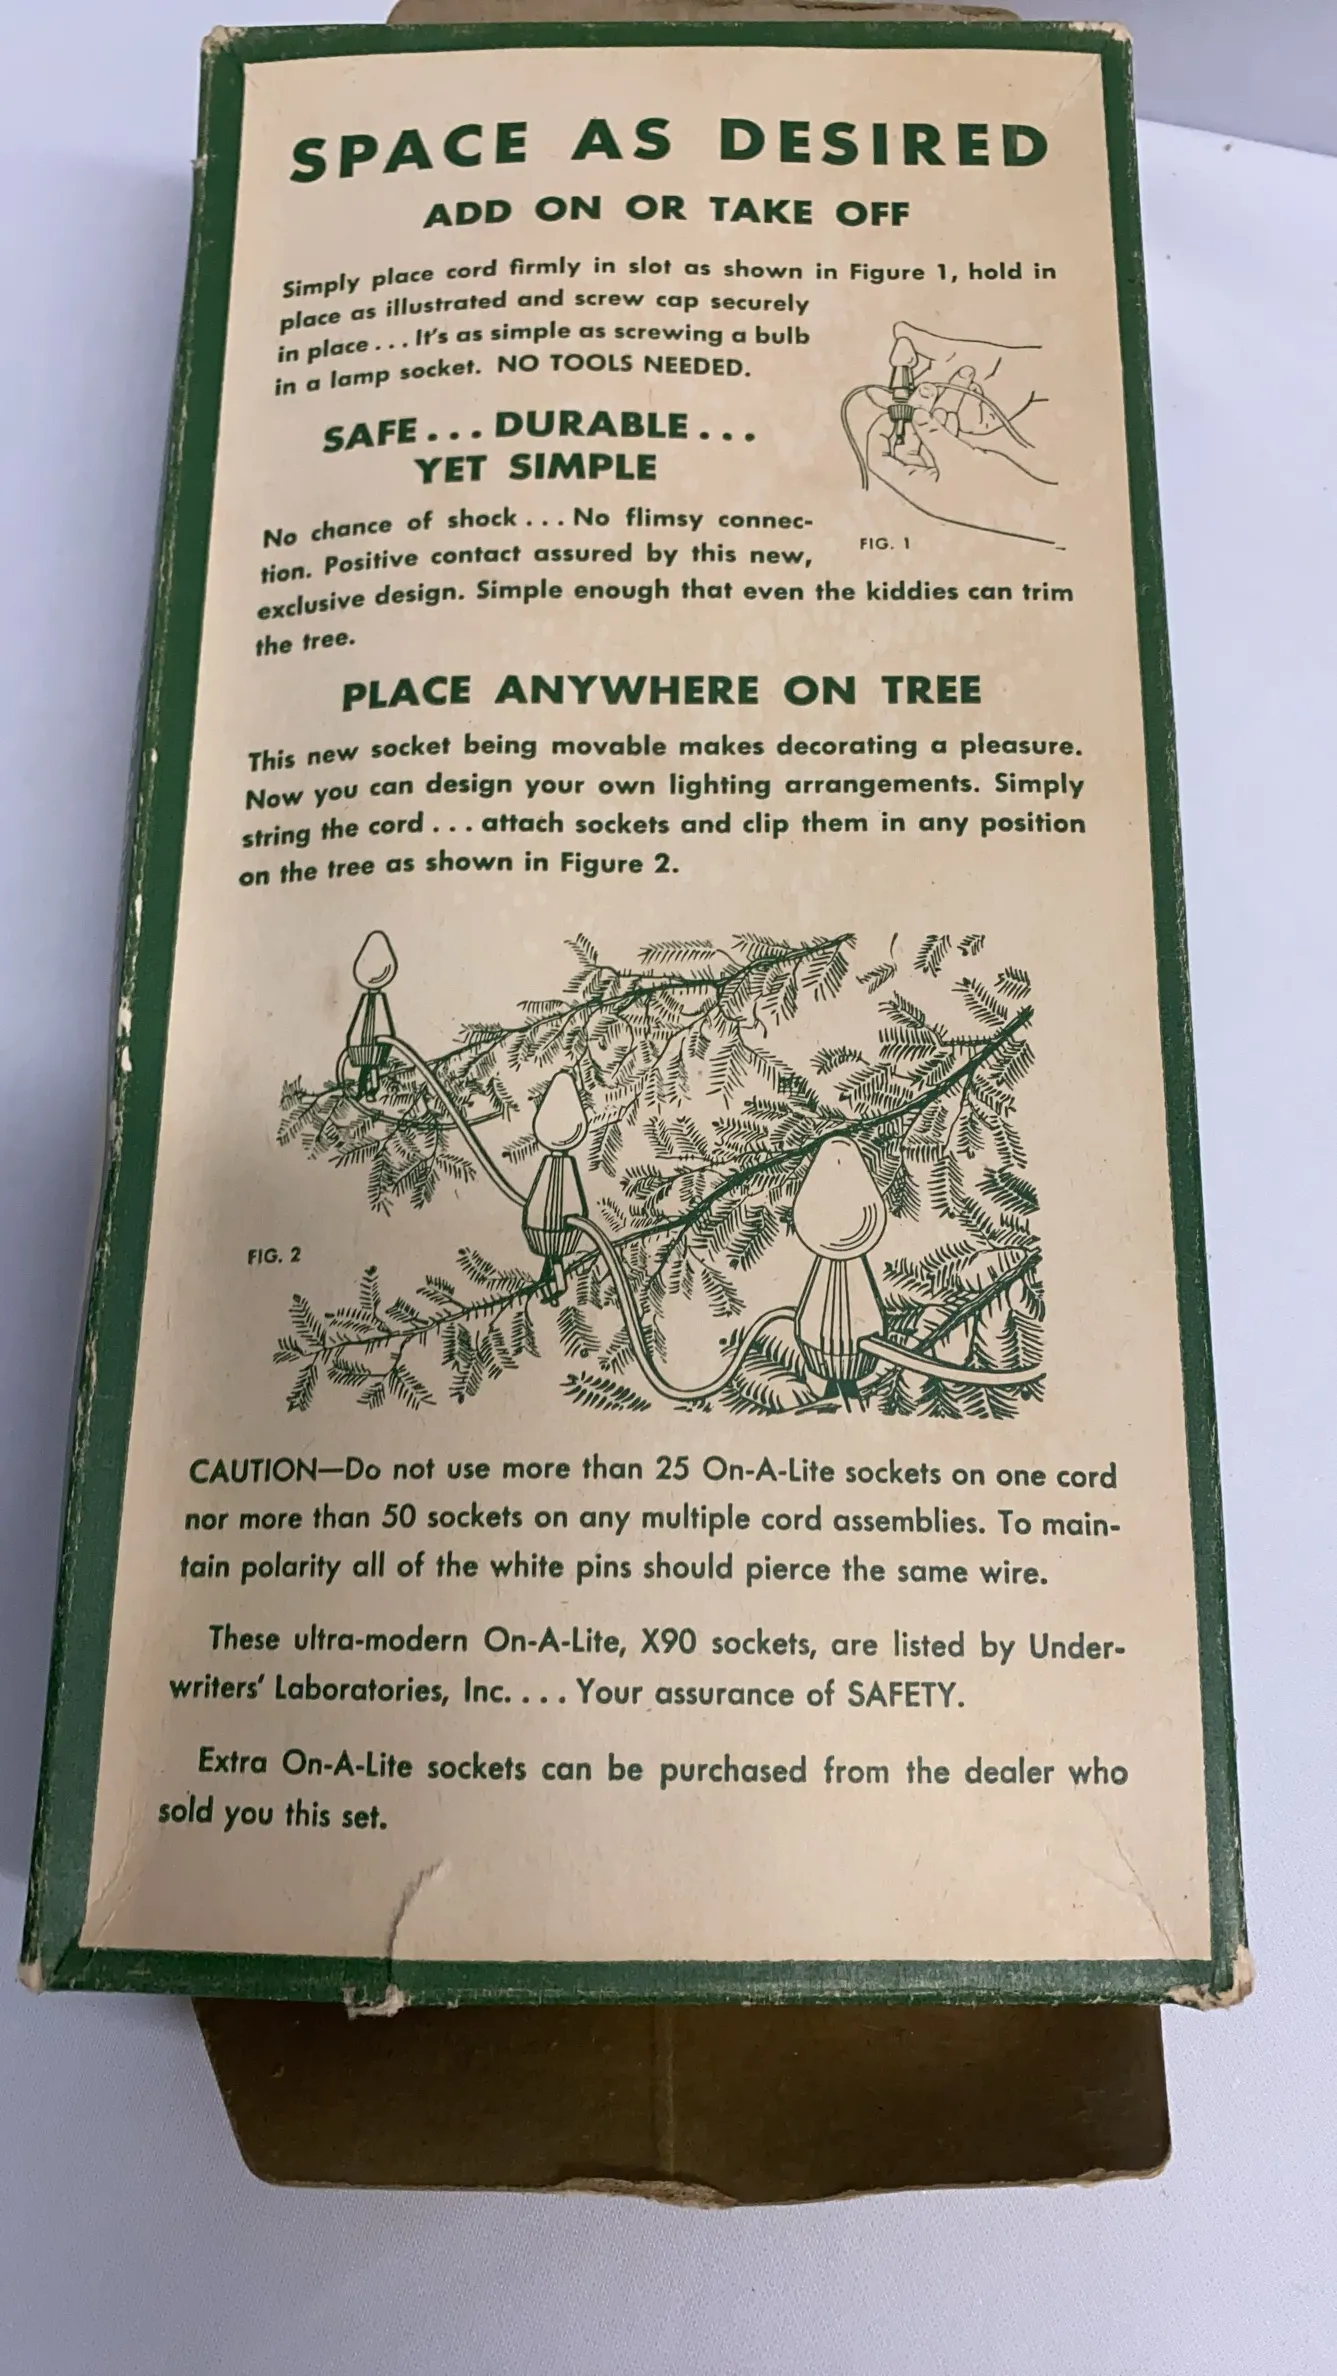 SPACE AS DESIRED
ADD ON OR TAKE OFF
Simply place cord firmly in slot as shown in Figure 1, hold in
place as illustrated and screw cap securely
in place . . . It's as simple as screwing a bulb
in a lamp socket. NO TOOLS NEEDED.
SAFE . . . DURABLE . . .
YET SIMPLE
No chance of shock . . . No flimsy connec-
tion. Positive contact assured by this new,
exclusive design. Simple enough that even the kiddies can trim
the tree.
FIG. 1
PLACE ANYWHERE ON TREE
This new socket being movable makes decorating a pleasure.
Now you can design your own lighting arrangements. Simply
string the cord . . . attach sockets and clip them in any position
on the tree as shown in Figure 2.
FIG. 2
CAUTION—Do not use more than 25 On-A-Lite sockets on one cord
nor more than 50 sockets on any multiple cord assemblies. To main-
tain polarity all of the white pins should pierce the same wire.
These ultra-modern On-A-Lite, X90 sockets, are listed by Under-
writers' Laboratories, Inc. . . . Your assurance of SAFETY.
Extra On-A-Lite sockets can be purchased from the dealer who
sold you this set.